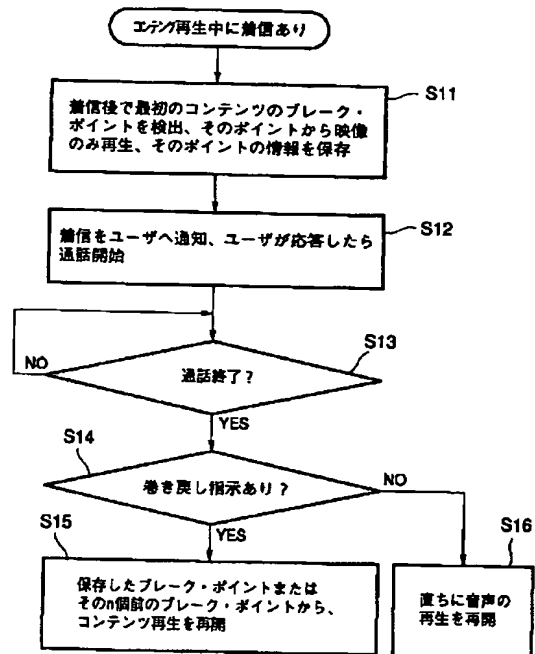 コンテンツ再生中に着信あり
S11
着信後で最初のコンテンツのブレーク・
ポイントを検出、そのポイントから映像
のみ再生、そのポイントの情報を保存
S12
着信をユーザへ通知、ユーザが応答したら
通話開始
S13
通話終了?
NO
YES
S14
巻き戻し指示あり?
NO
YES
S15
保存したブレーク・ポイントまたは
そのn個前のブレーク・ポイントから、
コンテンツ再生を再開
S16
直ちに音声の
再生を再開